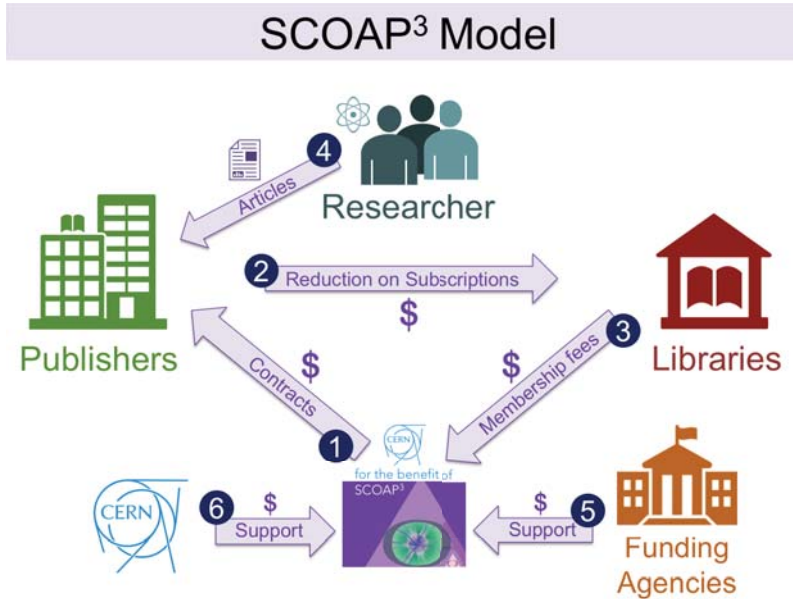 SCOAP³ Model
4
Articles
Researcher
2
Reduction on Subscriptions
$
Publishers
Libraries
3
Membership fees
$
$
Contracts
1
CERN
for the benefit of
SCOAP³
CERN
6
$
Support
$
5
Support
Funding
Agencies